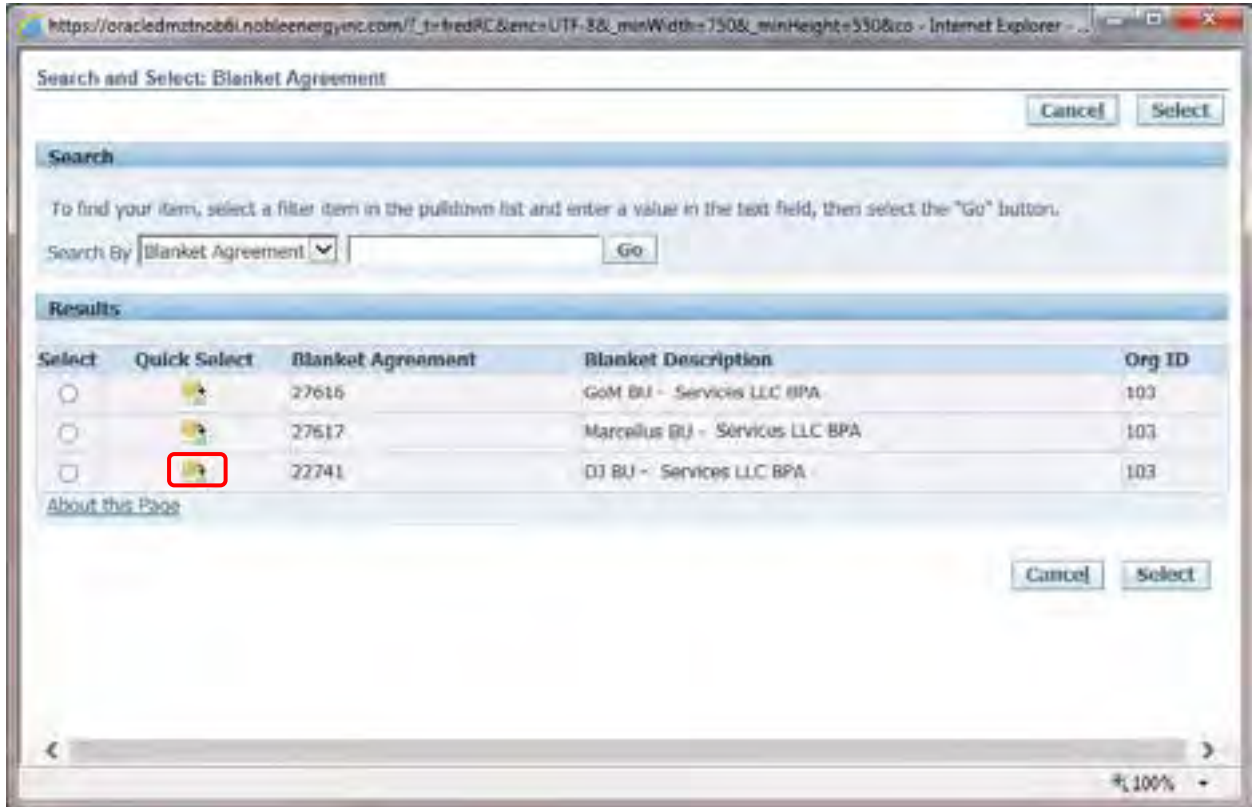 https://oracledmztnob6i.nobleenergyinc.com/?_t=fredRC&enc=UTF-8&_minWidth=750&_minHeight=550&co - Internet Explorer - ...
Search and Select: Blanket Agreement
Cancel Select
Search
To find your item, select a filter item in the pulldown list and enter a value in the text field, then select the "Go" button.
Search By Blanket Agreement Go
Results
Select Quick Select Blanket Agreement Blanket Description Org ID
27616 GoM BU - Services LLC BPA 103
27617 Marcellus BU - Services LLC BPA 103
22741 DJ BU - Services LLC BPA 103
About this Page
Cancel Select
100%